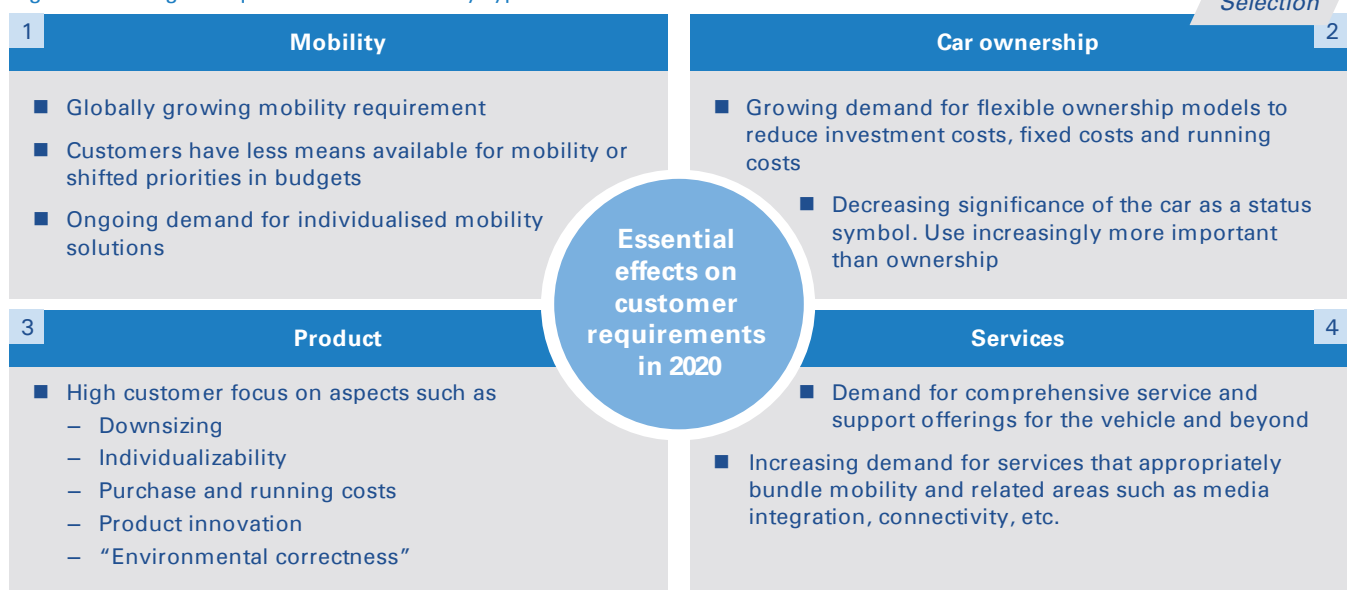 Selection
1
Mobility
Globally growing mobility requirement
Customers have less means available for mobility or
shifted priorities in budgets
Ongoing demand for individualised mobility
solutions
2
Car ownership
Growing demand for flexible ownership models to
reduce investment costs, fixed costs and running
costs
Decreasing significance of the car as a status
symbol. Use increasingly more important
than ownership
Essential
effects on
customer
requirements
in 2020
3
Product
High customer focus on aspects such as
– Downsizing
– Individualizability
– Purchase and running costs
– Product innovation
– “Environmental correctness”
4
Services
Demand for comprehensive service and
support offerings for the vehicle and beyond
Increasing demand for services that appropriately
bundle mobility and related areas such as media
integration, connectivity, etc.